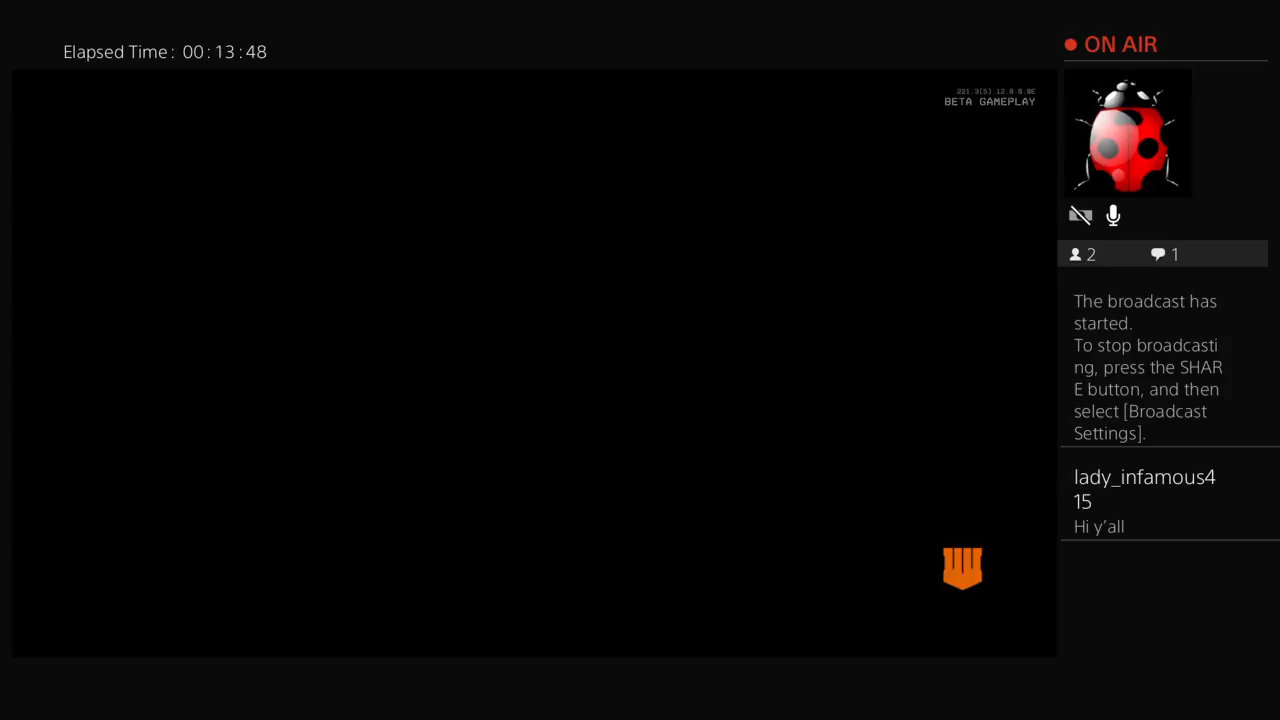 Elapsed Time: 00:13:48
ON AIR
BETA GAMEPLAY
2
1
The broadcast has
started.
To stop broadcasti
ng, press the SHAR
E button, and then
select [Broadcast
Settings].
lady_infamous4
15
Hi y'all